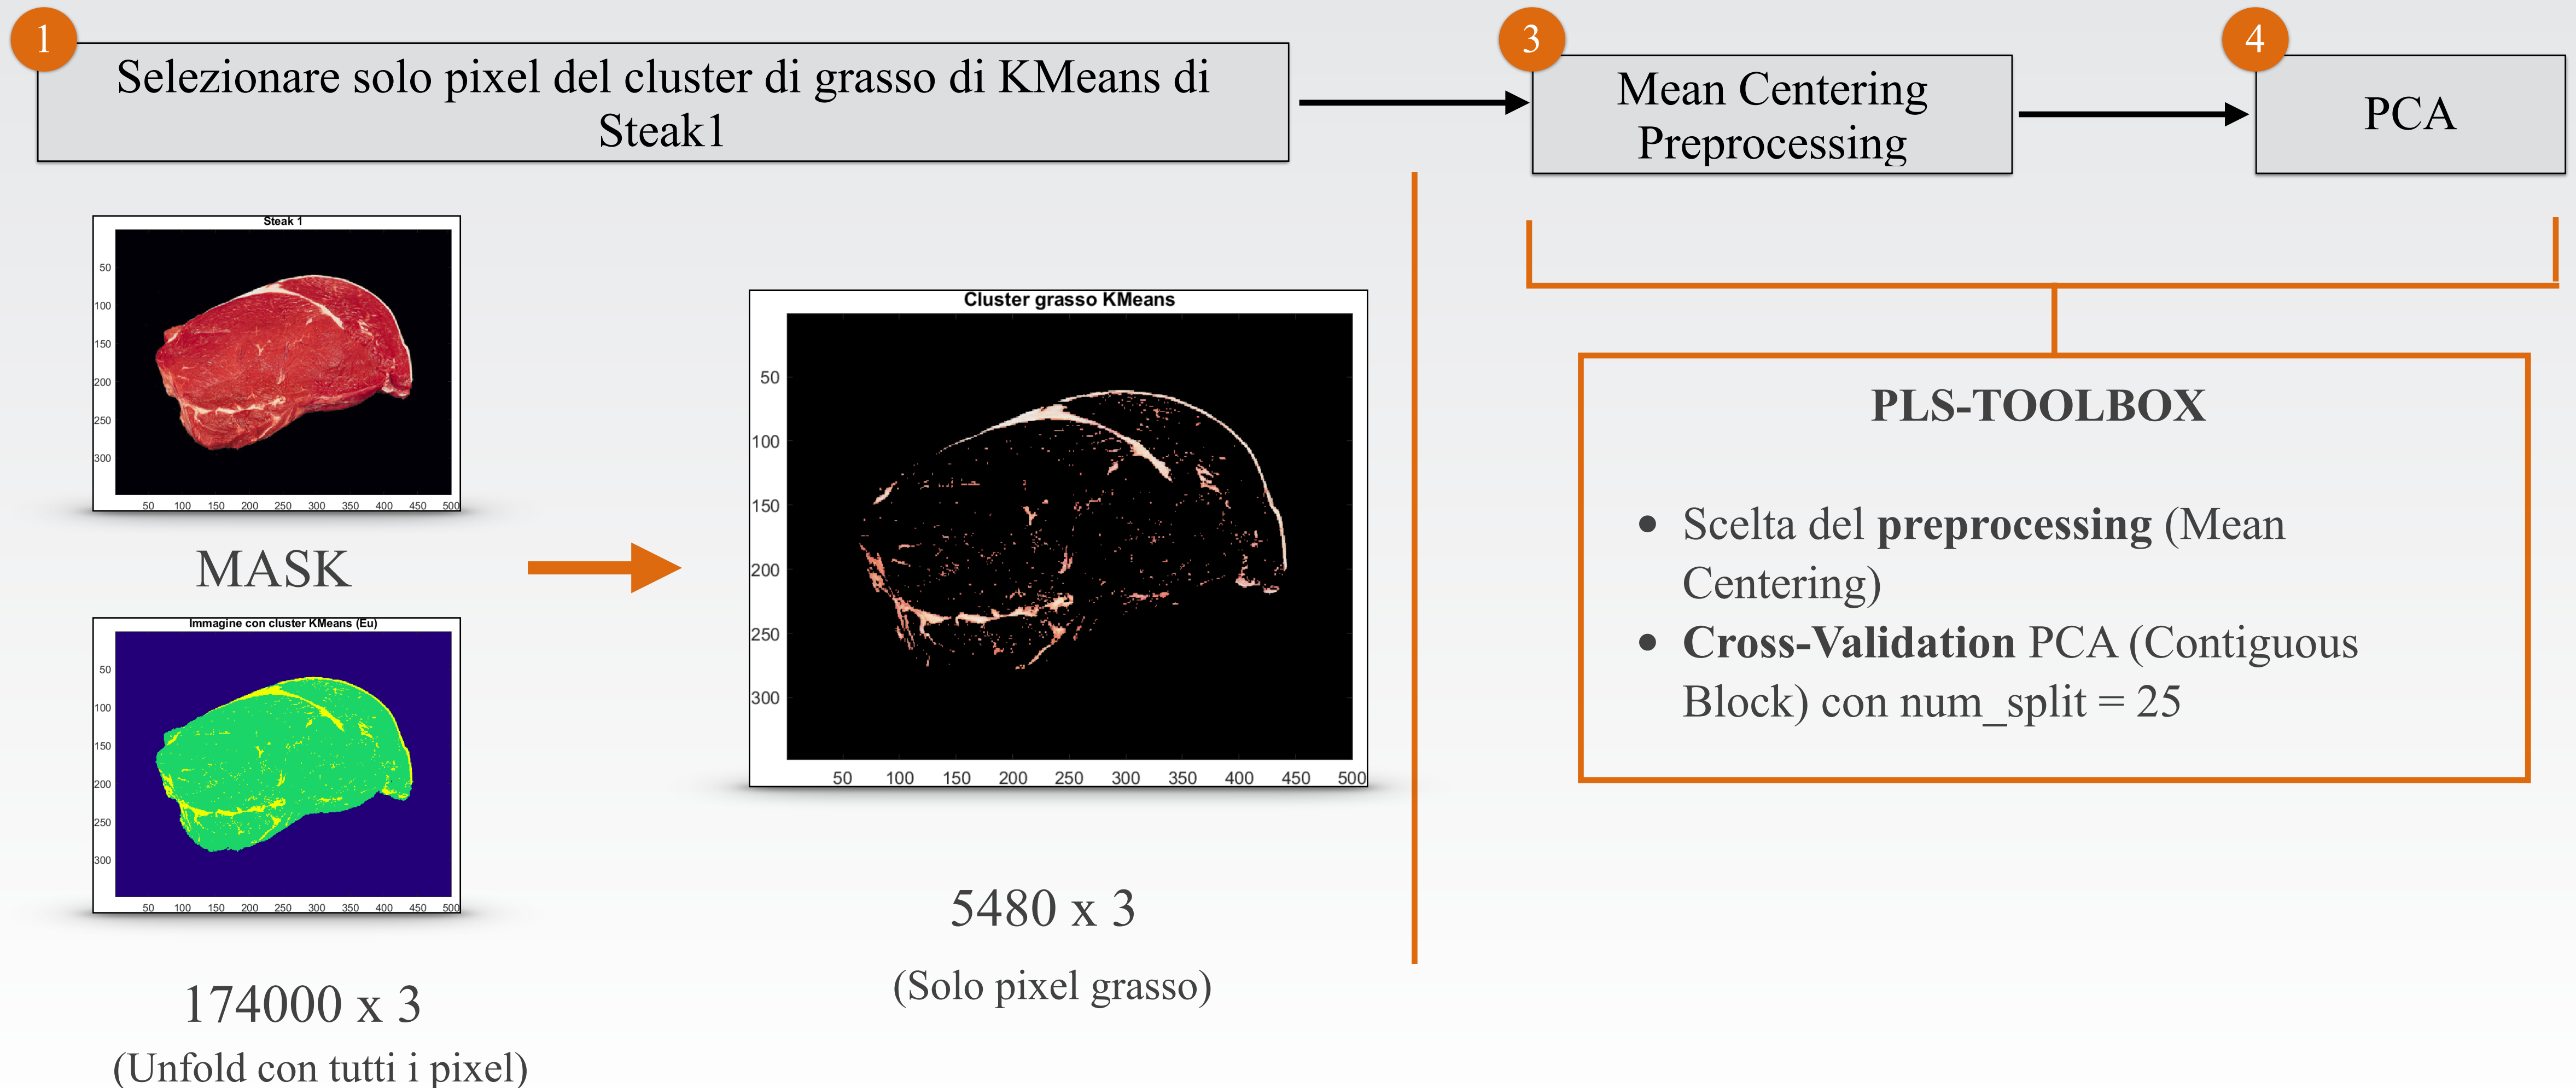 1
Selezionare solo pixel del cluster di grasso di KMeans di
Steak1
3
Mean Centering
Preprocessing
4
PCA
Steak 1
50
100
150
200
250
300
50 100 150 200 250 300 350 400 450 500
MASK
Immagine con cluster KMeans (Eu)
50
100
150
200
250
300
50 100 150 200 250 300 350 400 450 500
174000 x 3
(Unfold con tutti i pixel)
Cluster grasso KMeans
50
100
150
200
250
300
50 100 150 200 250 300 350 400 450 500
5480 x 3
(Solo pixel grasso)
PLS-TOOLBOX
• Scelta del preprocessing (Mean
Centering)
• Cross-Validation PCA (Contiguous
Block) con num_split = 25